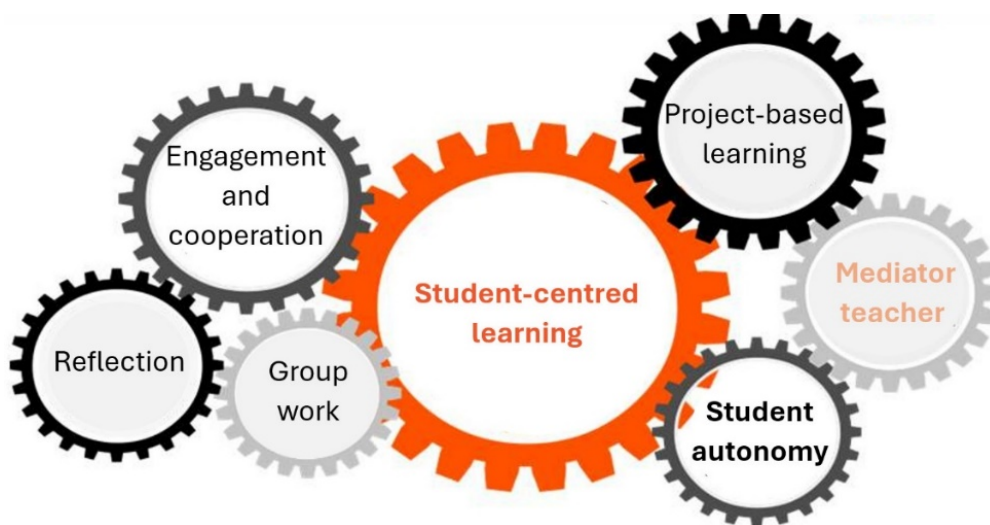 Engagement
and
cooperation
Reflection
Group
work
Student-centred
learning
Project-based
learning
Mediator
teacher
Student
autonomy